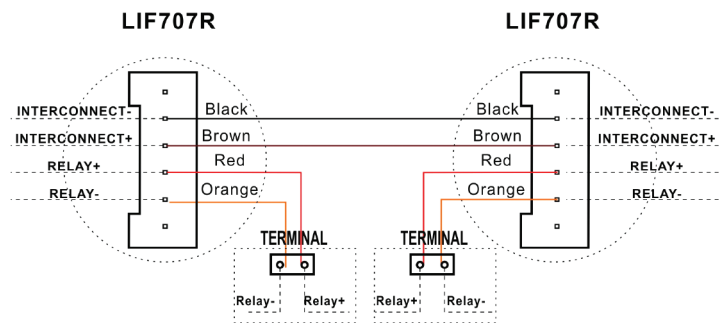 LIF707R LIF707R
INTERCONNECT- Black Black INTERCONNECT-
INTERCONNECT+ Brown Brown INTERCONNECT+
RELAY+ Red Red RELAY+
RELAY- Orange Orange RELAY-
TERMINAL TERMINAL
Relay- Relay+ Relay+ Relay-